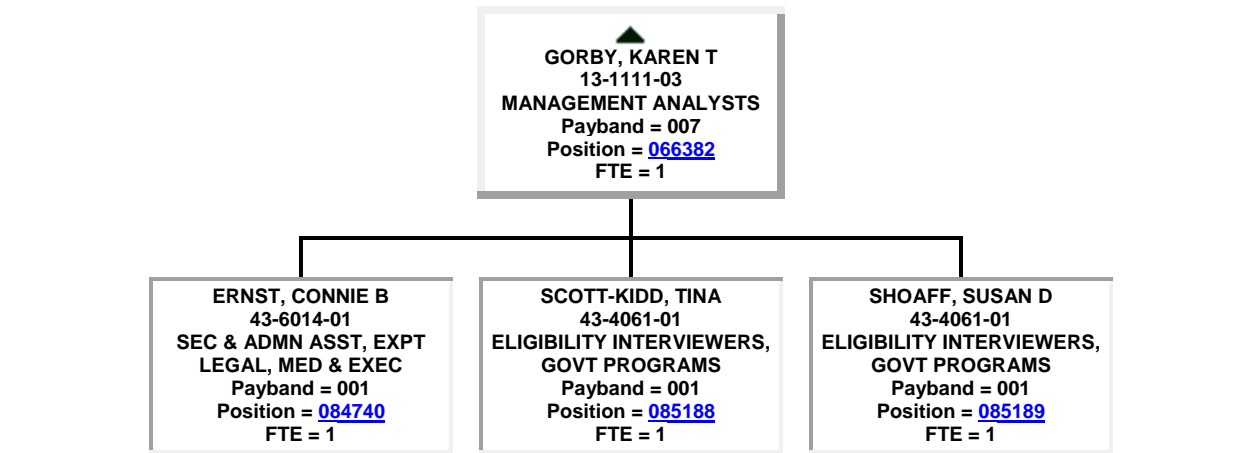 GORBY, KAREN T
13-1111-03
MANAGEMENT ANALYSTS
Payband = 007
Position = 066382
FTE = 1
ERNST, CONNIE B
43-6014-01
SEC & ADMN ASST, EXPT
LEGAL, MED & EXEC
Payband = 001
Position = 084740
FTE = 1
SCOTT-KIDD, TINA
43-4061-01
ELIGIBILITY INTERVIEWERS,
GOVT PROGRAMS
Payband = 001
Position = 085188
FTE = 1
SHOAFF, SUSAN D
43-4061-01
ELIGIBILITY INTERVIEWERS,
GOVT PROGRAMS
Payband = 001
Position = 085189
FTE = 1